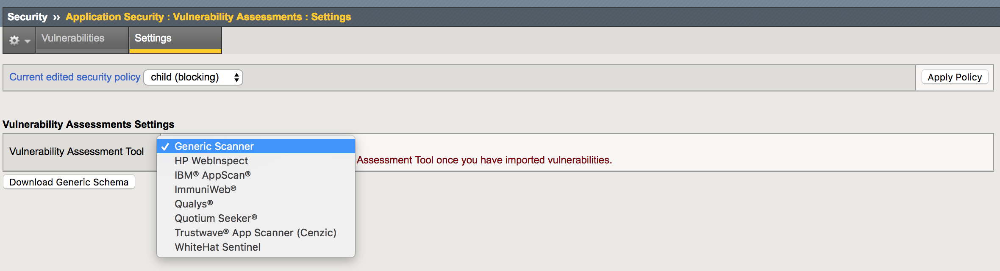 Security » Application Security : Vulnerability Assessments : Settings
Vulnerabilities
Settings
Current edited security policy child (blocking)
Apply Policy
Vulnerability Assessments Settings
Vulnerability Assessment Tool
✓ Generic Scanner
HP WebInspect
IBM® AppScan®
ImmuniWeb®
Qualys®
Quotium Seeker®
Trustwave® App Scanner (Cenzic)
WhiteHat Sentinel
Assessment Tool once you have imported vulnerabilities.
Download Generic Schema